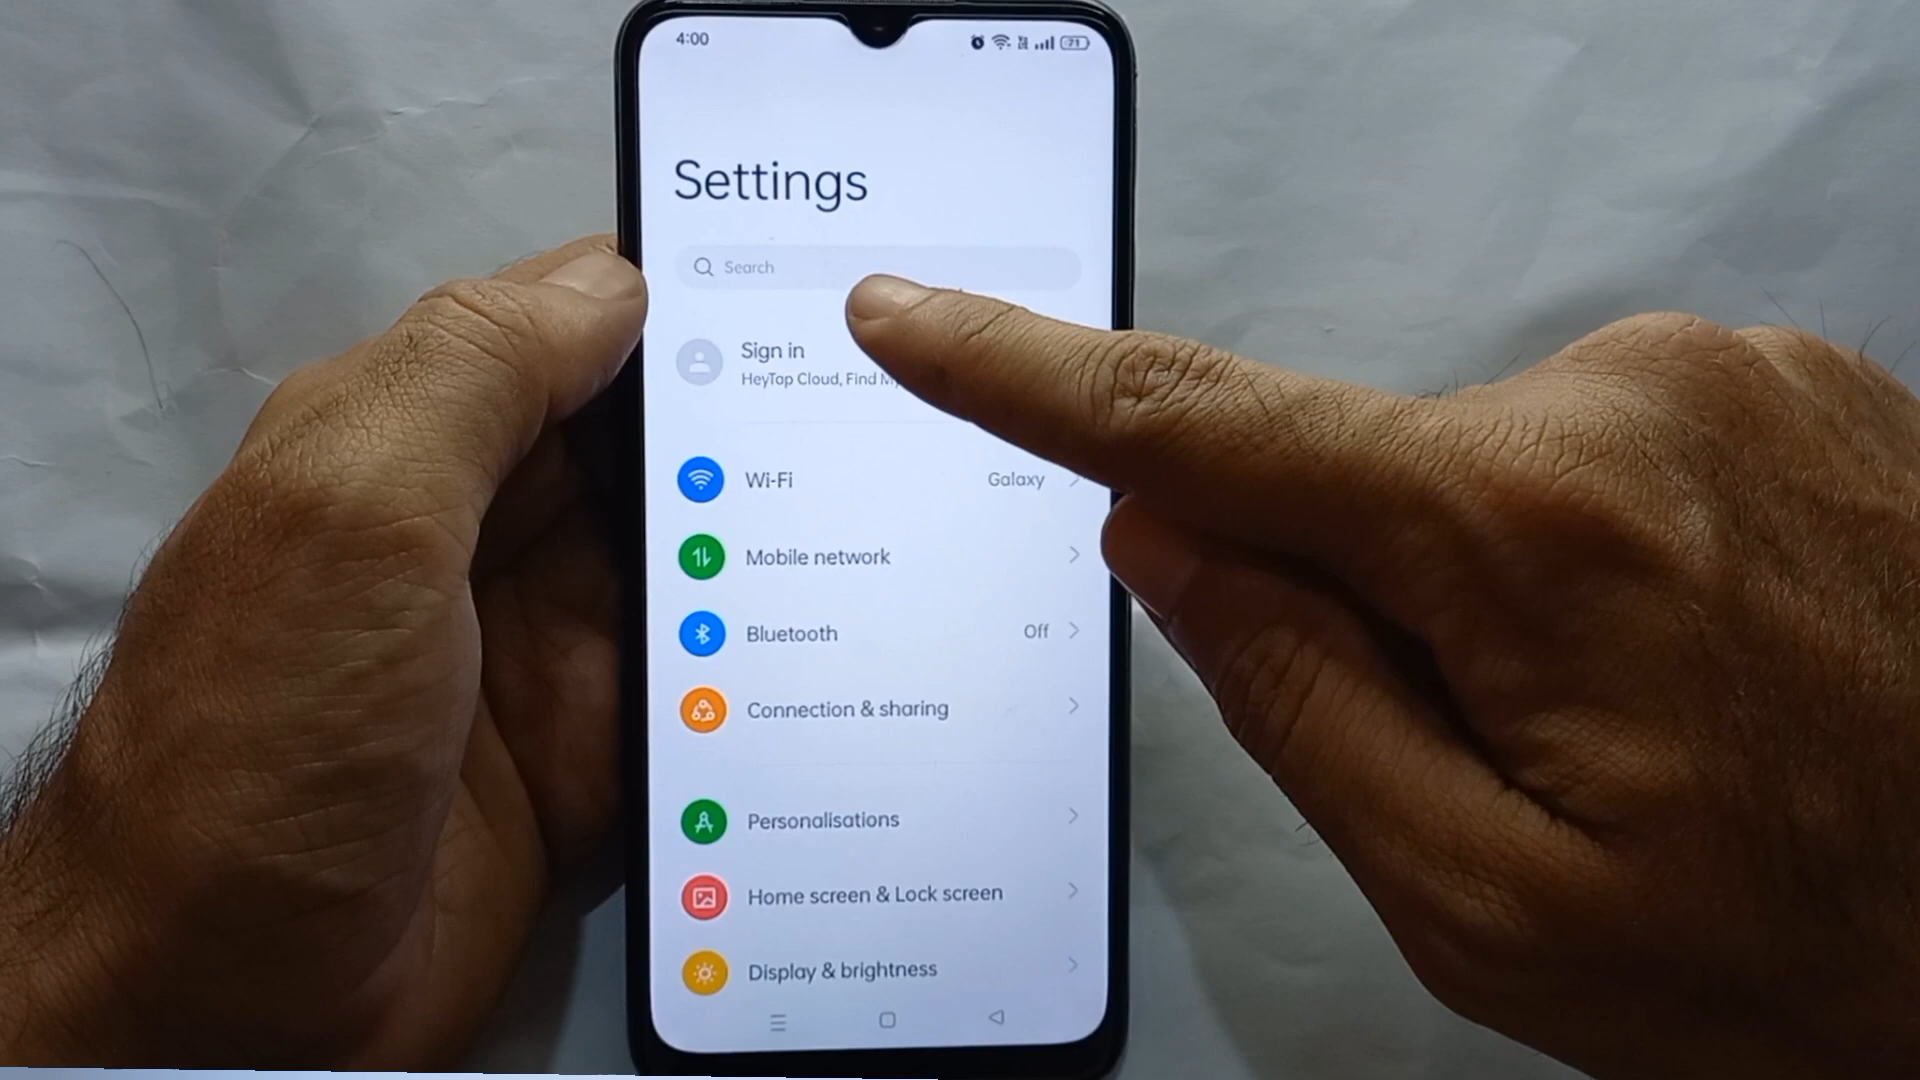 4:00
71
Settings
Search
Sign in
HeyTap Cloud, Find
Wi-Fi Galaxy
Mobile network
Bluetooth Off
Connection & sharing
Personalisations
Home screen & Lock screen
Display & brightness